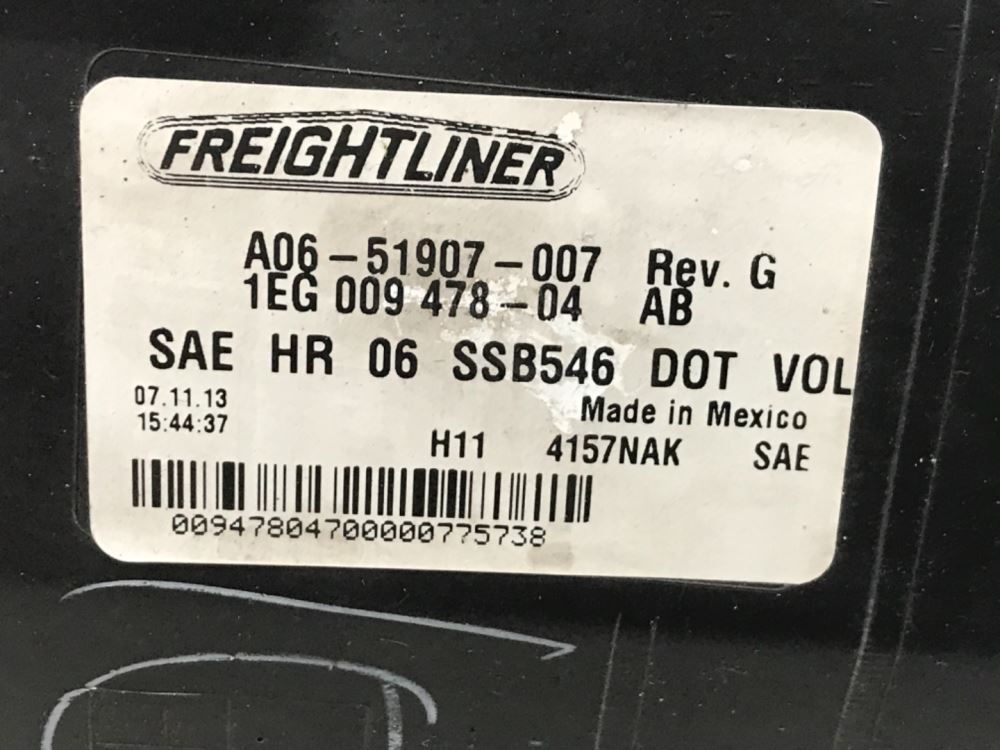 FREIGHTLINER
A06-51907-007 Rev. G
1EG 009 478-04 AB
SAE HR 06 SSB546 DOT VOL
07.11.13 Made in Mexico
15:44:37
H11 4157NAK SAE
00947804700000775738